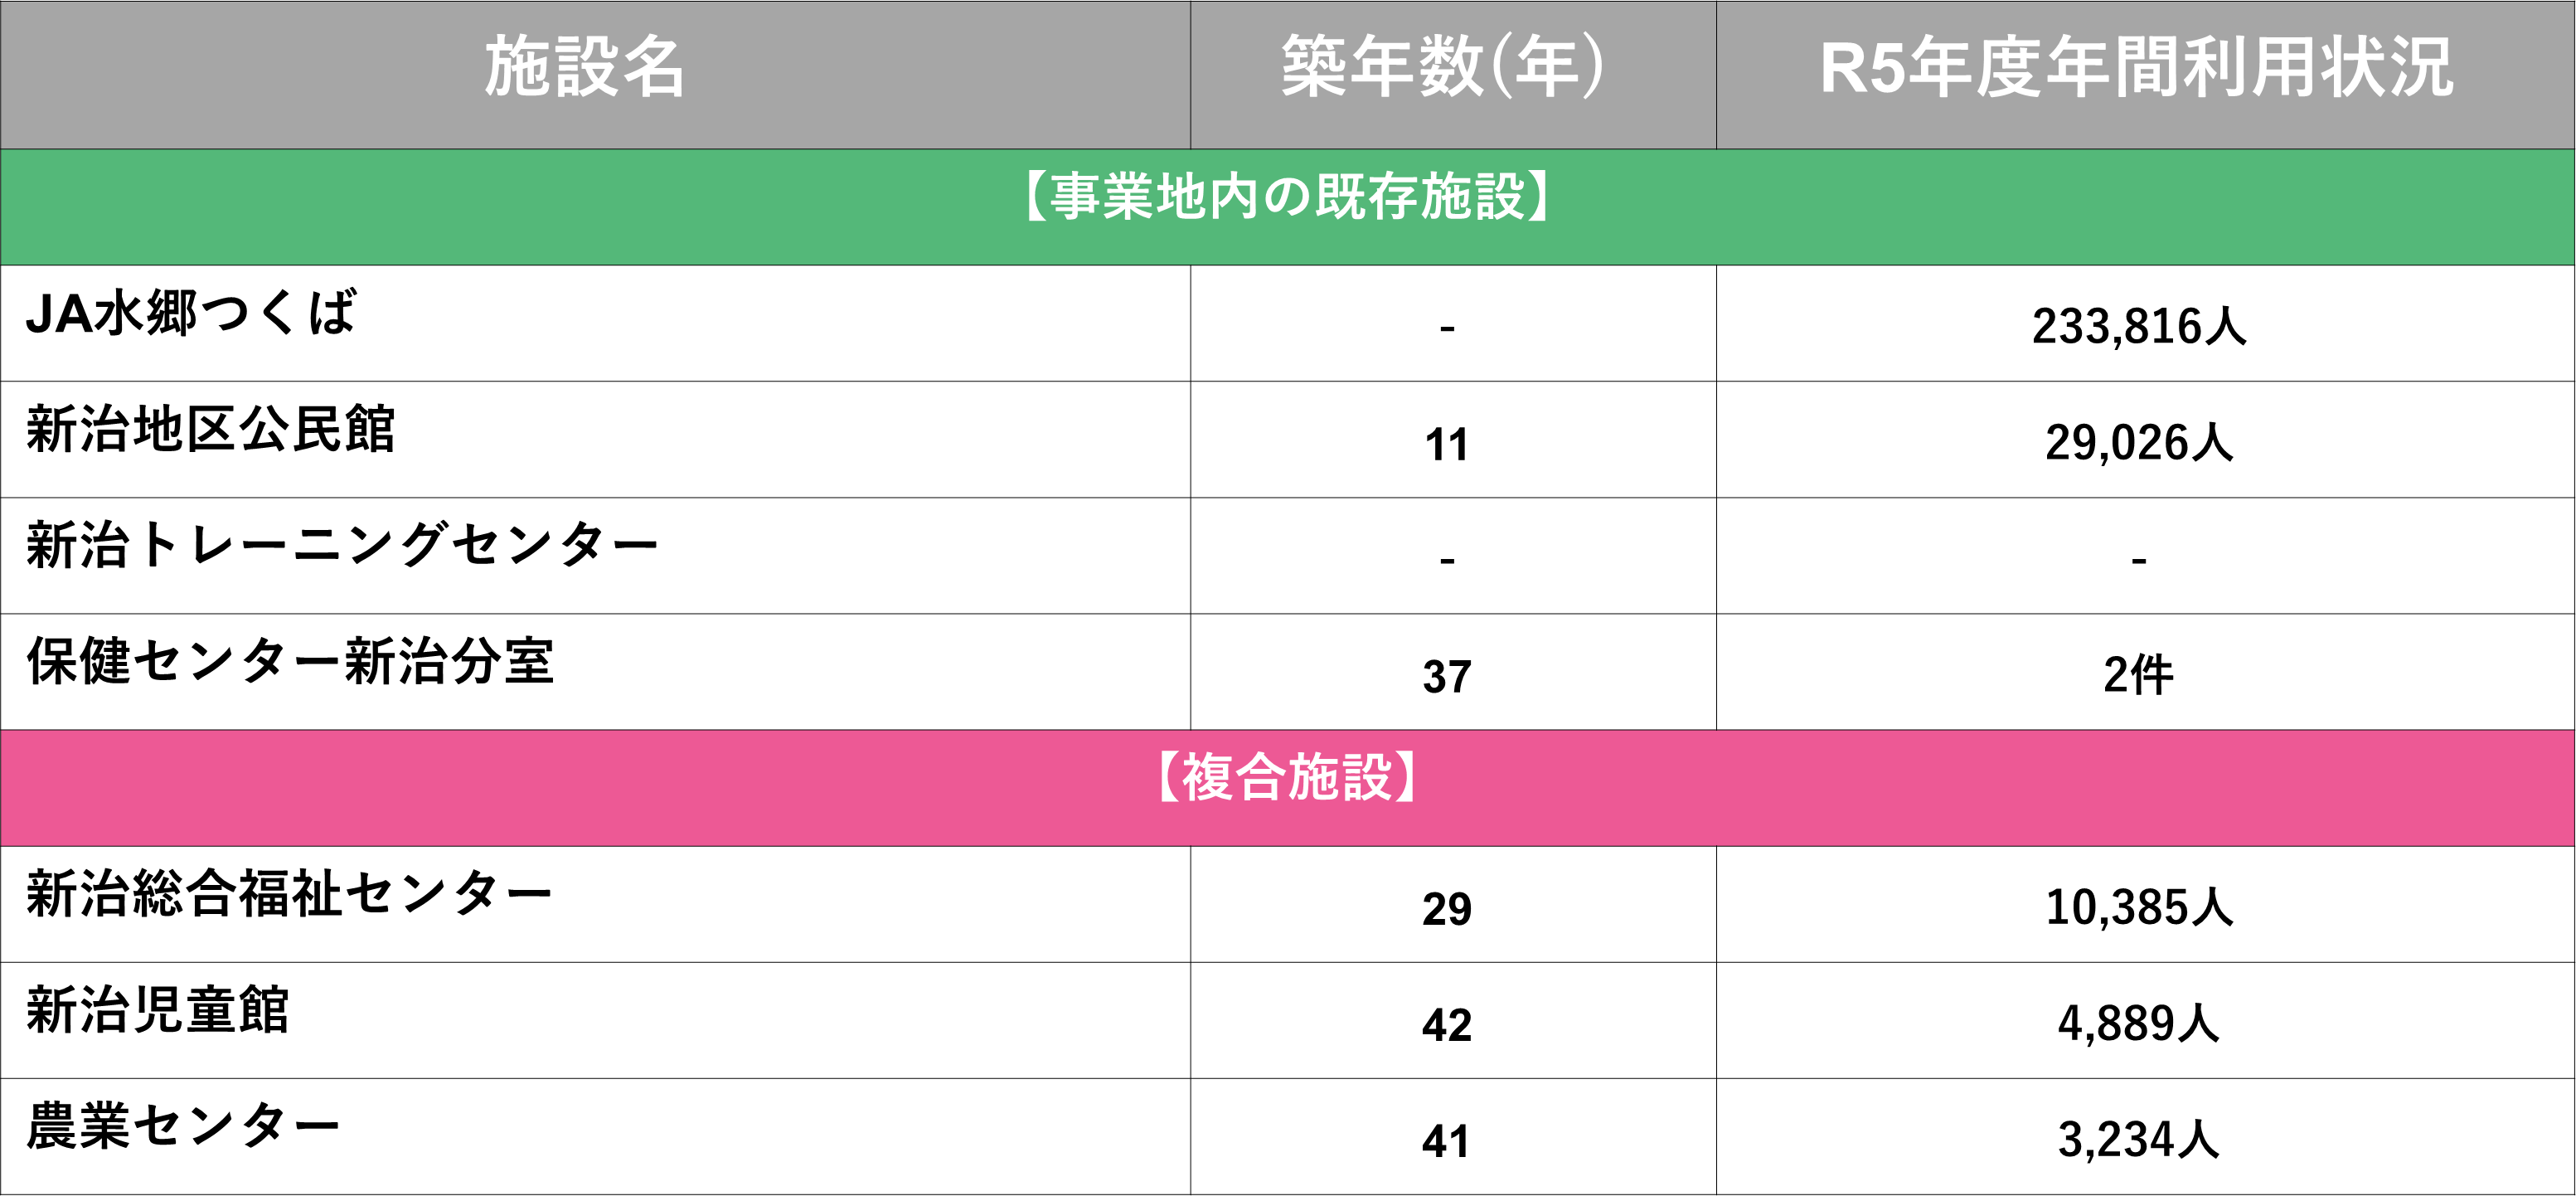 施設名 築年数(年) R5年度年間利用状況
【事業地内の既存施設】
JA水郷つくば - 233,816人
新治地区公民館 11 29,026人
新治トレーニングセンター - -
保健センター新治分室 37 2件
【複合施設】
新治総合福祉センター 29 10,385人
新治児童館 42 4,889人
農業センター 41 3,234人